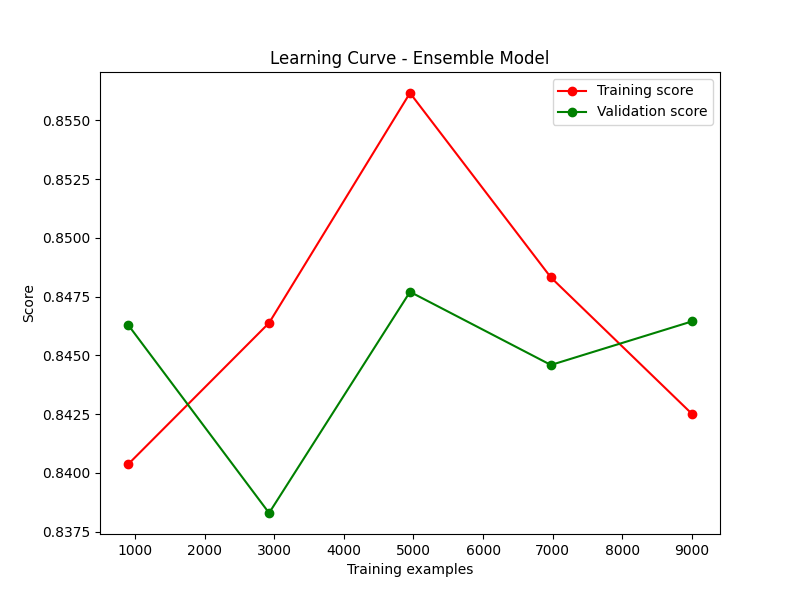 Learning Curve - Ensemble Model
Training score
Validation score
0.8550
0.8525
0.8500
0.8475
0.8450
0.8425
0.8400
0.8375
Score
1000 2000 3000 4000 5000 6000 7000 8000 9000
Training examples